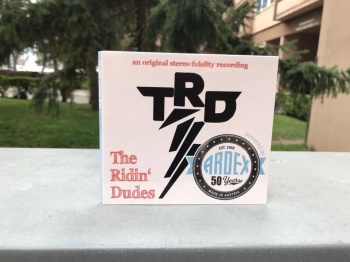 an original stereo fidelity recording
TRD
The
Ridin'
Dudes
EST. 1968
ARDEX
50 Years
MADE IN AUSTRIA